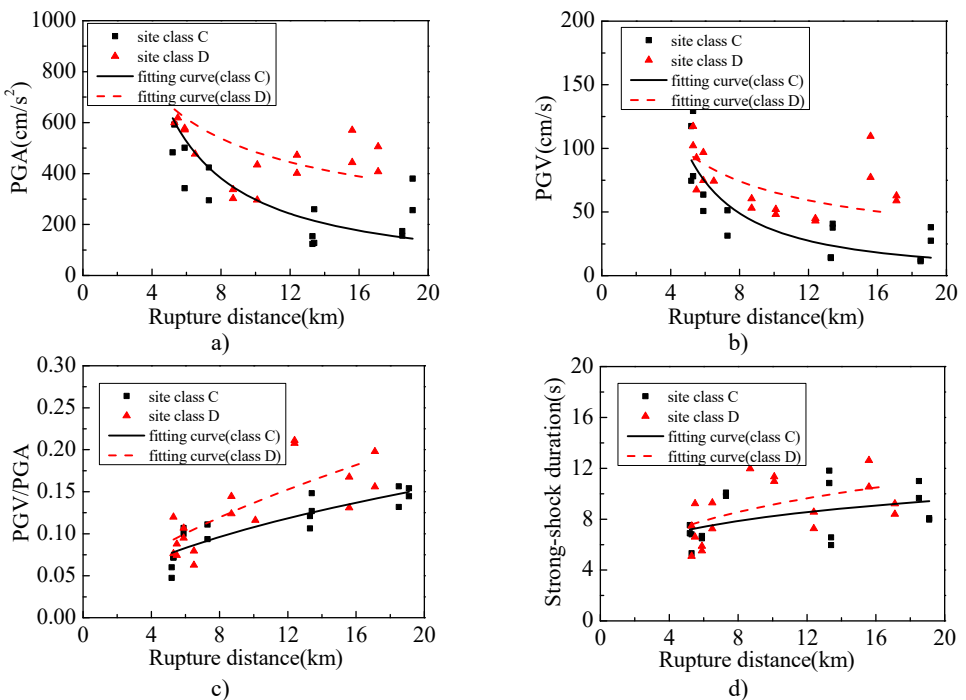 a)
1000
800
600
400
200
0
PGA(cm/s²)
site class C
site class D
fitting curve(class C)
fitting curve(class D)
0 4 8 12 16 20
Rupture distance(km)
b)
200
150
100
50
0
PGV(cm/s)
site class C
site class D
fitting curve(class C)
fitting curve(class D)
0 4 8 12 16 20
Rupture distance(km)
a)
b)
0.30
0.25
0.20
0.15
0.10
0.05
0.00
PGV/PGA
site class C
site class D
fitting curve(class C)
fitting curve(class D)
0 4 8 12 16 20
Rupture distance(km)
c)
20
16
12
8
4
0
Strong-shock duration(s)
site class C
site class D
fitting curve(class C)
fitting curve(class D)
0 4 8 12 16 20
Rupture distance(km)
d)